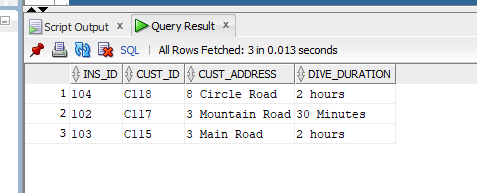 Script Output × Query Result ×
SQL | All Rows Fetched: 3 in 0.013 seconds
INS_ID CUST_ID CUST_ADDRESS DIVE_DURATION
1 104 C118 8 Circle Road 2 hours
2 102 C117 3 Mountain Road 30 Minutes
3 103 C115 3 Main Road 2 hours